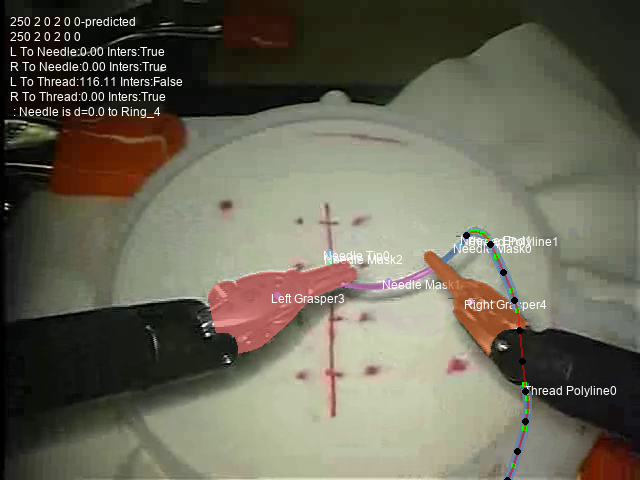 250 2 0 2 0 0-predicted
250 2 0 2 0 0
L To Needle:0.00 Inters:True
R To Needle:0.00 Inters:True
L To Thread:116.11 Inters:False
R To Thread:0.00 Inters:True
: Needle is d=0.0 to Ring_4
Polyline1
Needle Mask0
Needle Tip0
Needle Mask2
Needle Mask1
Left Grasper3
Right Grasper4
Thread Polyline0